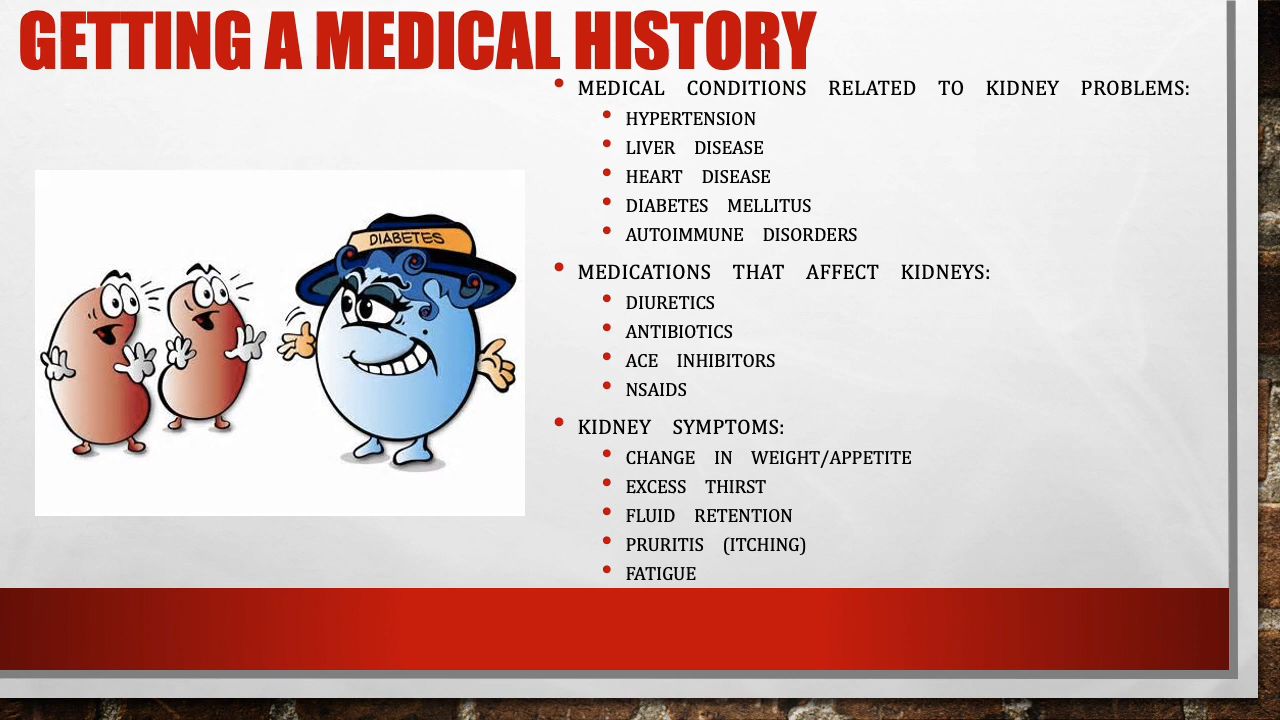 GETTING A MEDICAL HISTORY
• MEDICAL CONDITIONS RELATED TO KIDNEY PROBLEMS:
• HYPERTENSION
• LIVER DISEASE
• HEART DISEASE
• DIABETES MELLITUS
• AUTOIMMUNE DISORDERS
• MEDICATIONS THAT AFFECT KIDNEYS:
• DIURETICS
• ANTIBIOTICS
• ACE INHIBITORS
• NSAIDS
• KIDNEY SYMPTOMS:
• CHANGE IN WEIGHT/APPETITE
• EXCESS THIRST
• FLUID RETENTION
• PRURITIS (ITCHING)
• FATIGUE
DIABETES